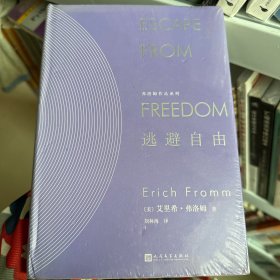 ESCAPE
FROM
弗洛姆作品系列
FREEDOM
逃避自由
Erich Fromm
[美] 艾里希·弗洛姆 著
刘林海 译
人民文学出版社